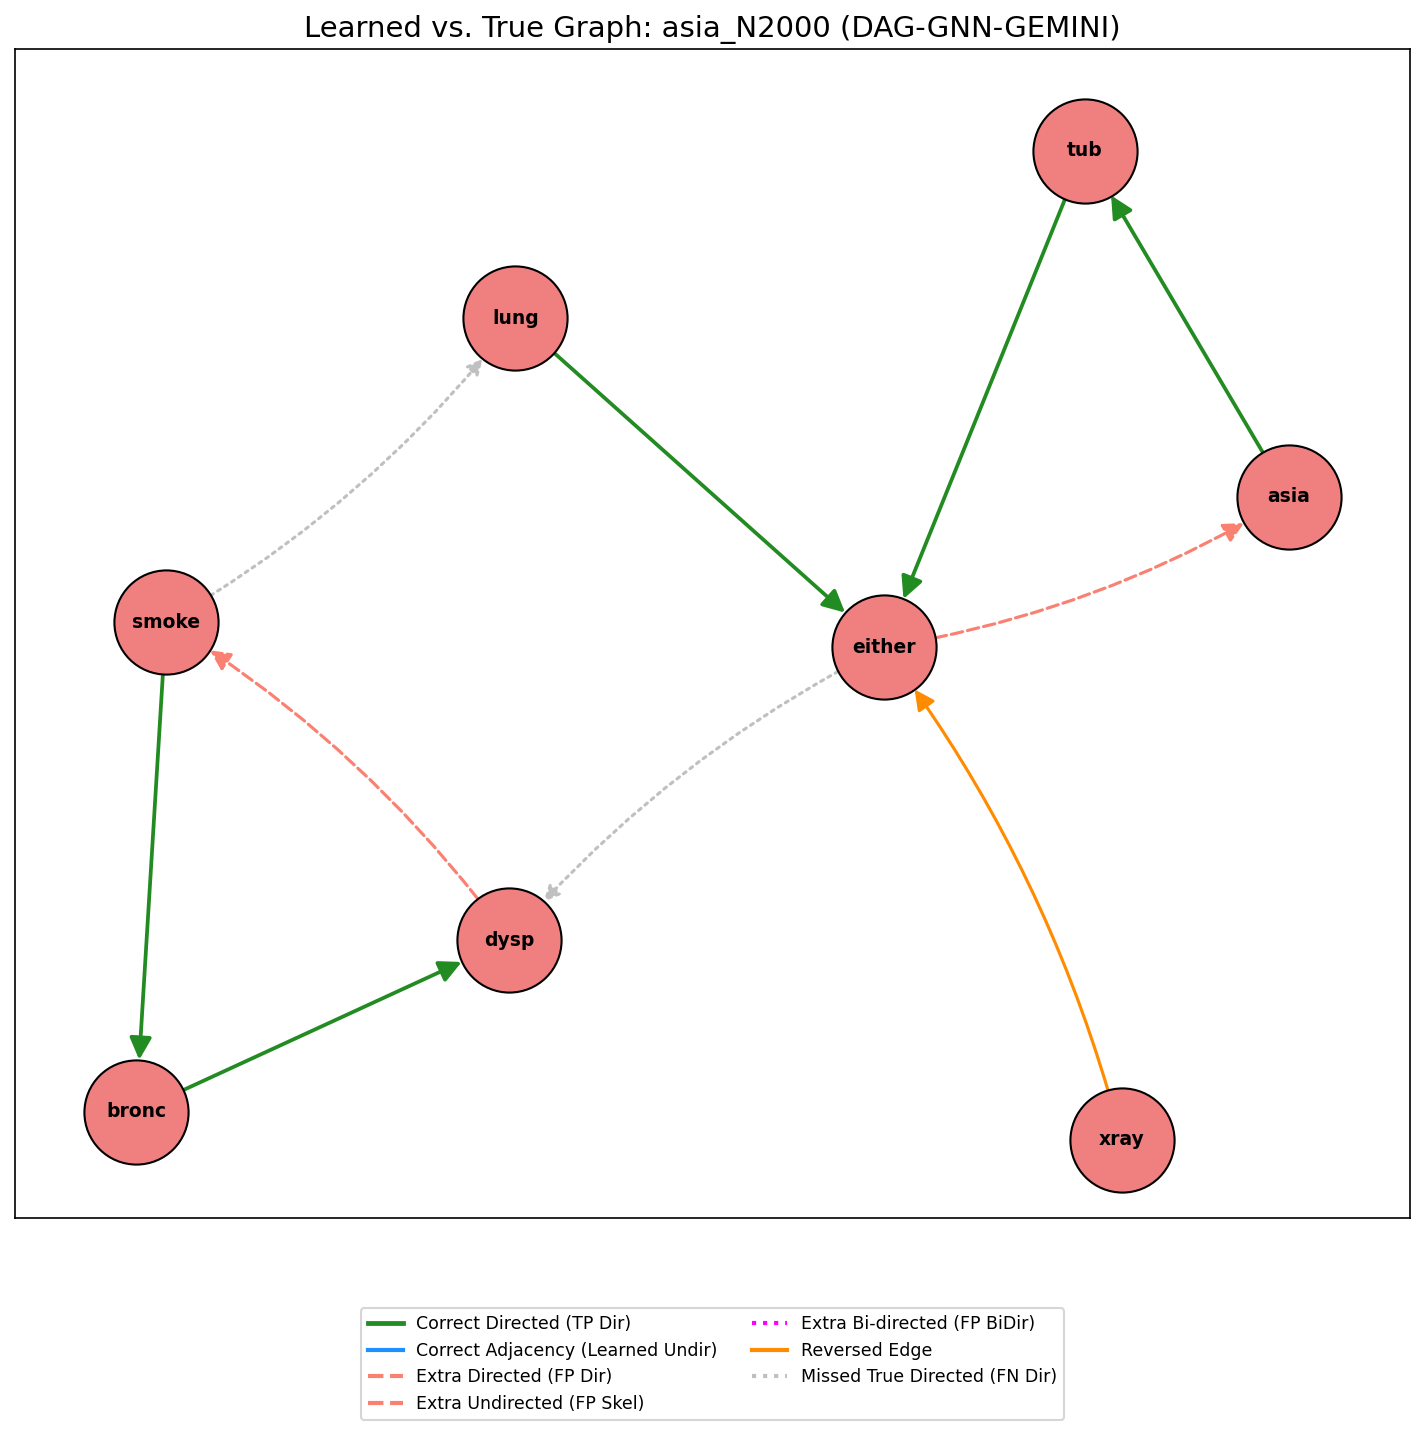 Learned vs. True Graph: asia_N2000 (DAG-GNN-GEMINI)
tub
lung
asia
smoke
either
dysp
bronc
xray
Correct Directed (TP Dir)
Correct Adjacency (Learned Undir)
Extra Directed (FP Dir)
Extra Undirected (FP Skel)
Extra Bi-directed (FP BiDir)
Reversed Edge
Missed True Directed (FN Dir)